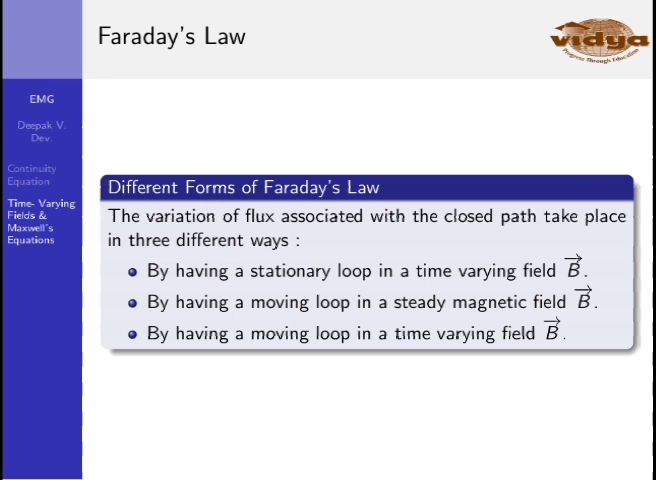 Faraday's Law
vidya
Progress Through Education
EMG
Deepak V.
Dev.
Continuity
Equation
Time- Varying
Fields &
Maxwell's
Equations
Different Forms of Faraday's Law
The variation of flux associated with the closed path take place
in three different ways :
By having a stationary loop in a time varying field B⃗.
By having a moving loop in a steady magnetic field B⃗.
By having a moving loop in a time varying field B⃗.